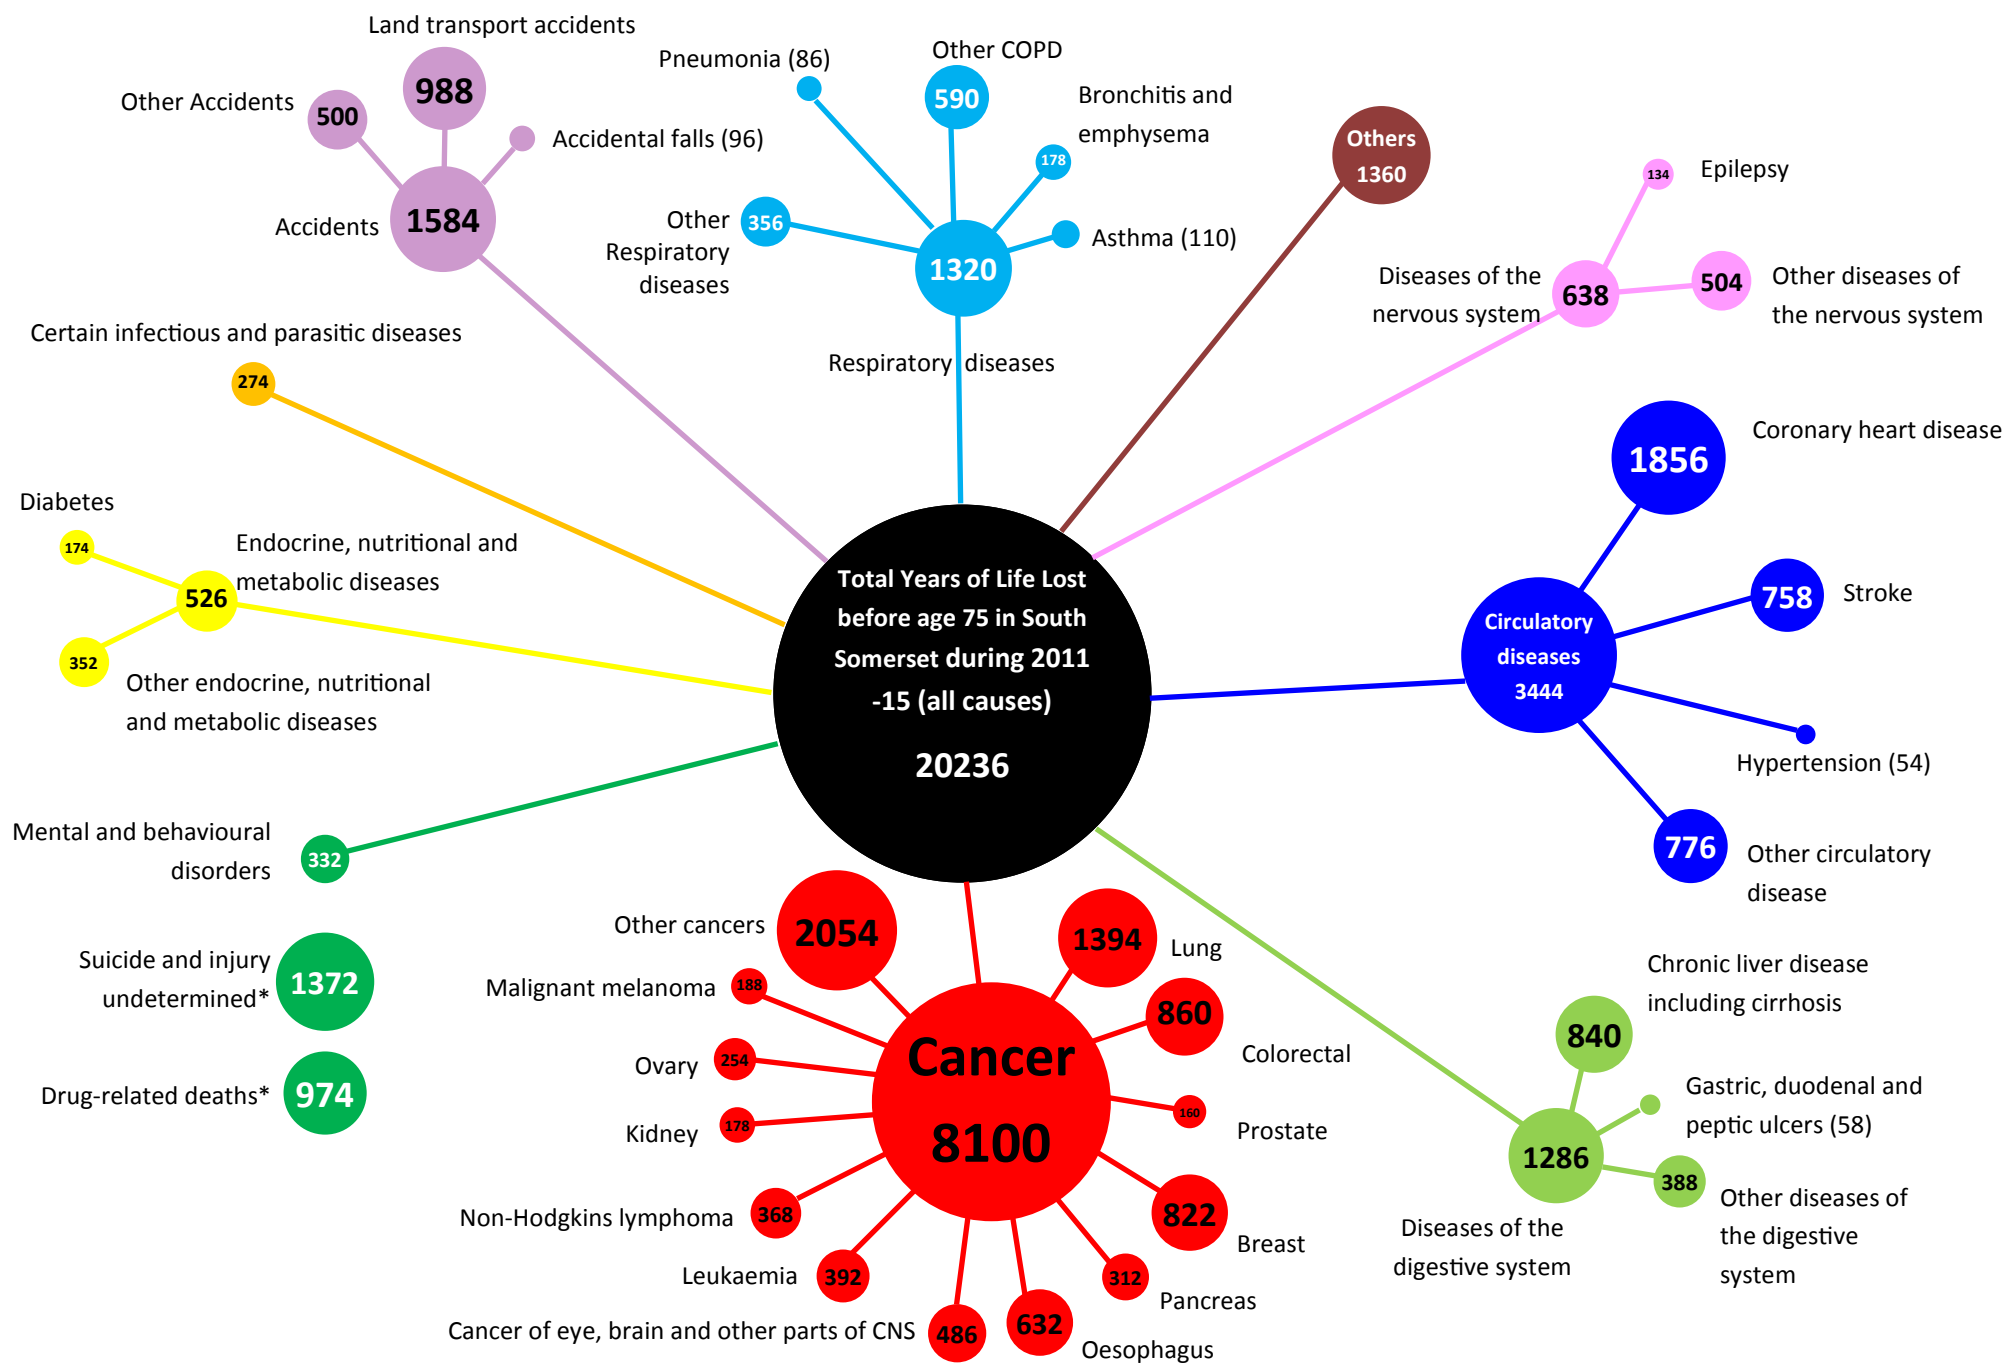 Land transport accidents
988
Other Accidents
500
Accidental falls (96)
Accidents
1584
Pneumonia (86)
Other COPD
590
Bronchitis and
emphysema
178
Other
Respiratory
diseases
356
Asthma (110)
1320
Respiratory diseases
Others
1360
134
Epilepsy
Diseases of the
nervous system
638
504
Other diseases of
the nervous system
Certain infectious and parasitic diseases
274
Diabetes
174
Endocrine, nutritional and
metabolic diseases
526
352
Other endocrine, nutritional
and metabolic diseases
Total Years of Life Lost
before age 75 in South
Somerset during 2011
-15 (all causes)
20236
1856
Coronary heart disease
758
Stroke
Circulatory
diseases
3444
Hypertension (54)
776
Other circulatory
disease
Mental and behavioural
disorders
332
Suicide and injury
undetermined*
1372
Drug-related deaths*
974
Other cancers
2054
1394
Lung
Malignant melanoma
188
860
Colorectal
Ovary
254
Cancer
8100
160
Prostate
Kidney
178
822
Breast
Non-Hodgkins lymphoma
368
Leukaemia
392
312
Pancreas
Cancer of eye, brain and other parts of CNS
486
632
Oesophagus
Chronic liver disease
including cirrhosis
840
Gastric, duodenal and
peptic ulcers (58)
1286
388
Diseases of the
digestive system
Other diseases of
the digestive
system